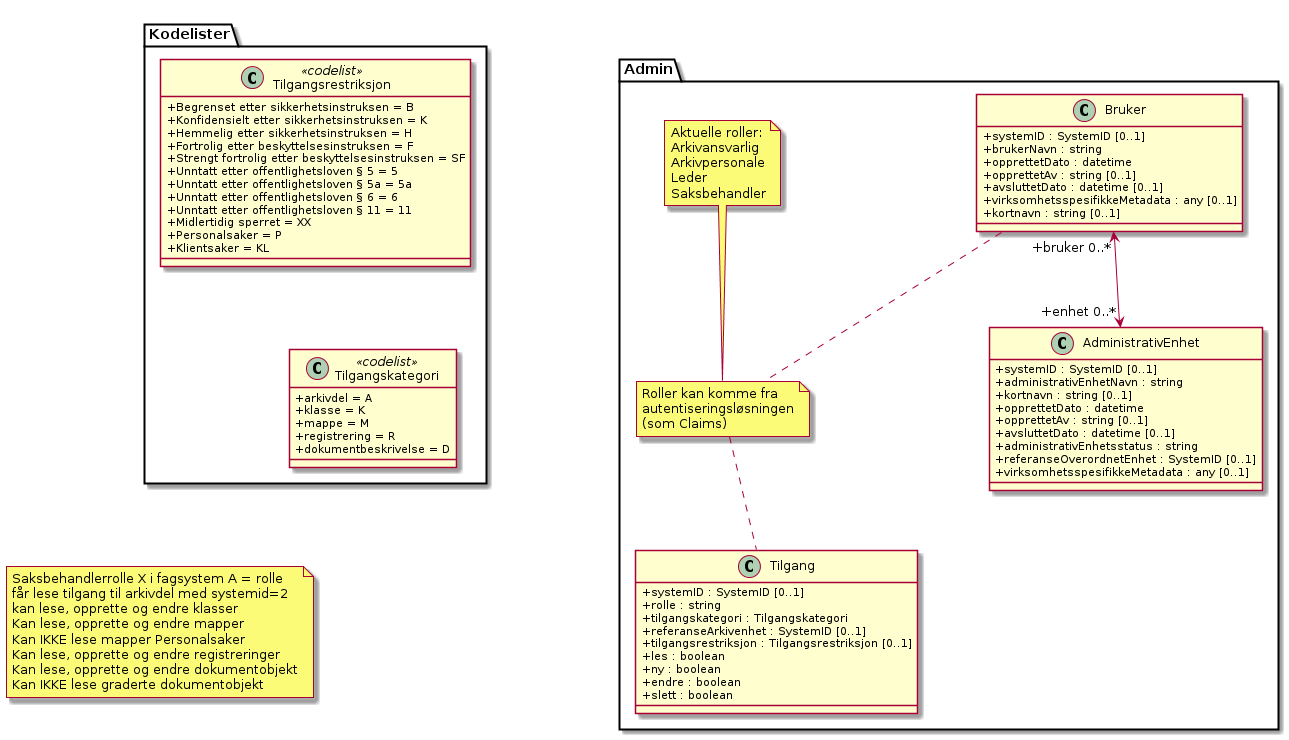 Kodelister
«codelist»
Tilgangsrestriksjon
+Begrenset etter sikkerhetsinstruksen = B
+Konfidensielt etter sikkerhetsinstruksen = K
+Hemmelig etter sikkerhetsinstruksen = H
+Fortrolig etter beskyttelsesinstruksen = F
+Strengt fortrolig etter beskyttelsesinstruksen = SF
+Unntatt etter offentlighetsloven § 5 = 5
+Unntatt etter offentlighetsloven § 5a = 5a
+Unntatt etter offentlighetsloven § 6 = 6
+Unntatt etter offentlighetsloven § 11 = 11
+Midlertidig sperret = XX
+Personalsaker = P
+Klientsaker = KL
«codelist»
Tilgangskategori
+arkivdel = A
+klasse = K
+mappe = M
+registrering = R
+dokumentbeskrivelse = D
Saksbehandlerrolle X i fagsystem A = rolle
får lese tilgang til arkivdel med systemid=2
kan lese, opprette og endre klasser
Kan lese, opprette og endre mapper
Kan IKKE lese mapper Personalsaker
Kan lese, opprette og endre registreringer
Kan lese, opprette og endre dokumentobjekt
Kan IKKE lese graderte dokumentobjekt
Admin
Aktuelle roller:
Arkivansvarlig
Arkivpersonale
Leder
Saksbehandler
C Bruker
+systemID : SystemID [0..1]
+brukerNavn : string
+opprettetDato : datetime
+opprettetAv : string [0..1]
+avsluttetDato : datetime [0..1]
+virksomhetsspesifikkeMetadata : any [0..1]
+kortnavn : string [0..1]
+bruker 0..*
+enhet 0..*
C AdministrativEnhet
+systemID : SystemID [0..1]
+administrativEnhetNavn : string
+kortnavn : string [0..1]
+opprettetDato : datetime
+opprettetAv : string [0..1]
+avsluttetDato : datetime [0..1]
+administrativEnhetsstatus : string
+referanseOverordnetEnhet : SystemID [0..1]
+virksomhetsspesifikkeMetadata : any [0..1]
Roller kan komme fra
autentiseringsløsningen
(som Claims)
C Tilgang
+systemID : SystemID [0..1]
+rolle : string
+tilgangskategori : Tilgangskategori
+referanseArkivenhet : SystemID [0..1]
+tilgangsrestriksjon : Tilgangsrestriksjon [0..1]
+les : boolean
+ny : boolean
+endre : boolean
+slett : boolean